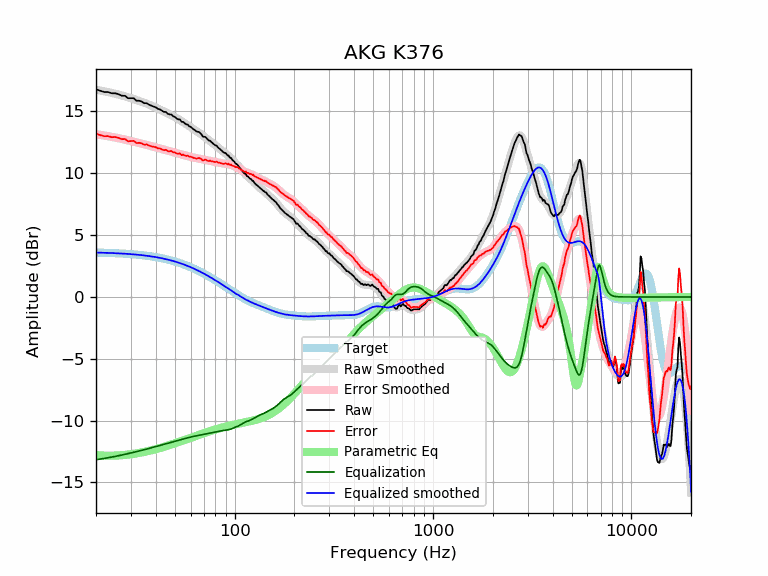 AKG K376
Amplitude (dBr)
15
10
5
0
−5
−10
−15
Target
Raw Smoothed
Error Smoothed
Raw
Error
Parametric Eq
Equalization
Equalized smoothed
100
1000
10000
Frequency (Hz)